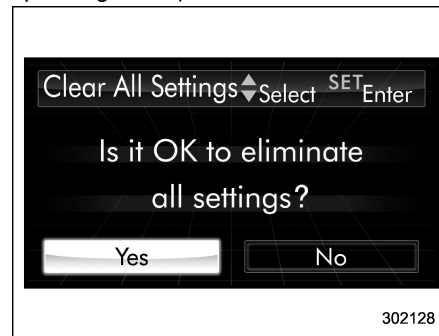 Clear All Settings Select SET Enter
Is it OK to eliminate
all settings?
Yes No
302128